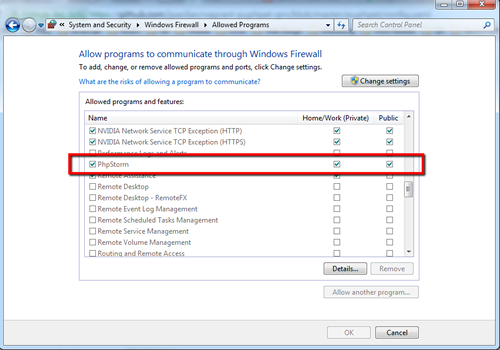 System and Security ▸ Windows Firewall ▸ Allowed Programs
Search Control Panel
Allow programs to communicate through Windows Firewall
To add, change, or remove allowed programs and ports, click Change settings.
What are the risks of allowing a program to communicate?
Change settings
Allowed programs and features:
Name Home/Work (Private) Public
NVIDIA Network Service TCP Exception (HTTP)
NVIDIA Network Service TCP Exception (HTTPS)
Performance Logs and Alerts
PhpStorm
Remote Assistance
Remote Desktop
Remote Desktop - RemoteFX
Remote Event Log Management
Remote Scheduled Tasks Management
Remote Service Management
Remote Volume Management
Routing and Remote Access
Details... Remove
Allow another program...
OK Cancel